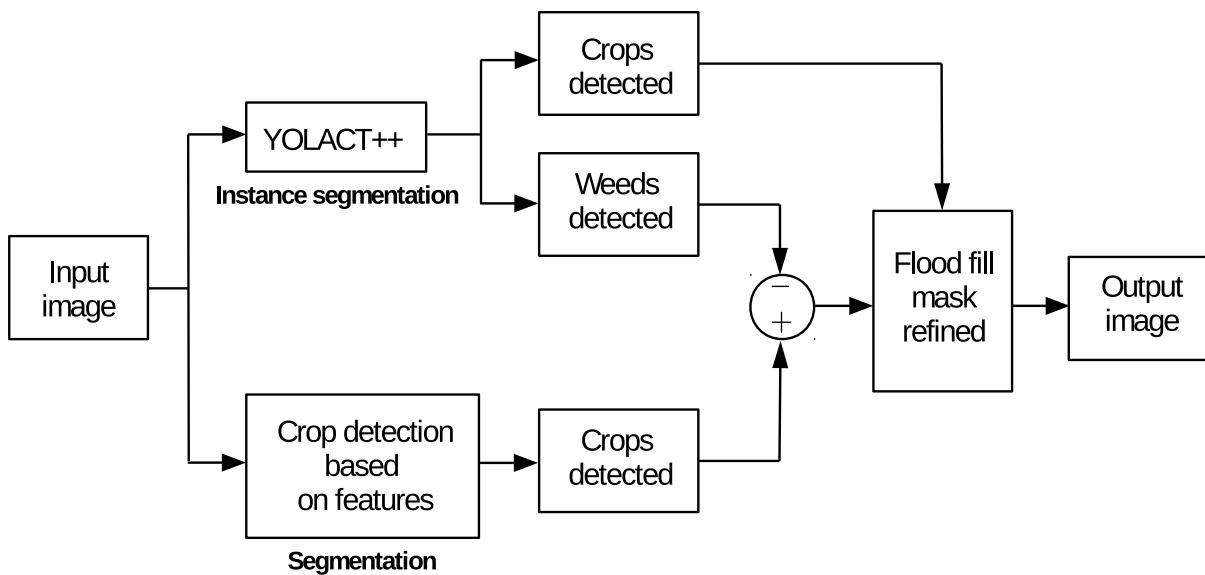 Input
image
YOLACT++
Instance segmentation
Crops
detected
Weeds
detected
Crop detection
based
on features
Segmentation
Crops
detected
−
+
Flood fill
mask
refined
Output
image